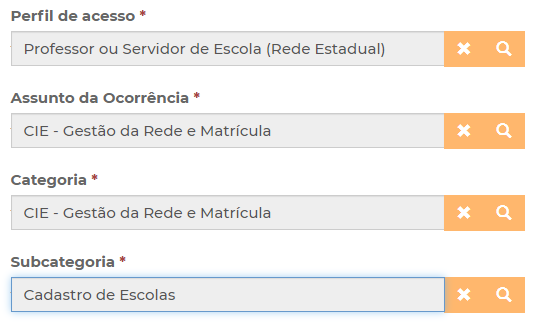 Perfil de acesso *
Professor ou Servidor de Escola (Rede Estadual)
Assunto da Ocorrência *
CIE - Gestão da Rede e Matrícula
Categoria *
CIE - Gestão da Rede e Matrícula
Subcategoria *
Cadastro de Escolas